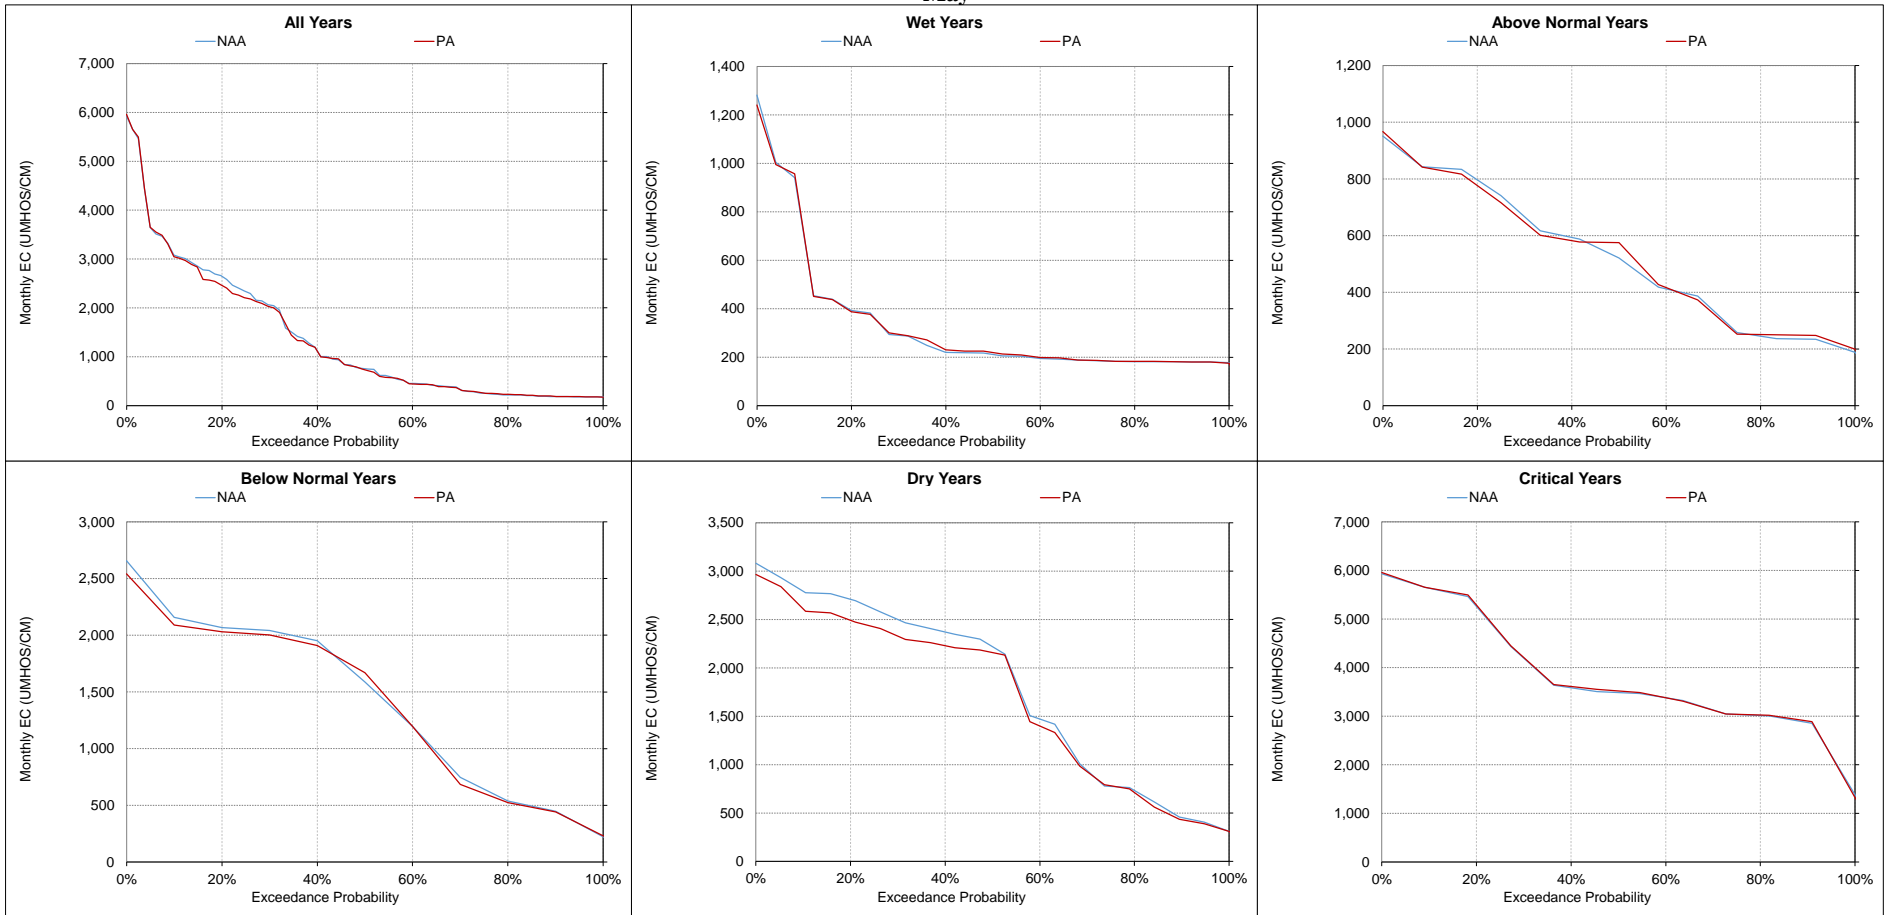 May
All Years
NAA PA
7,000
6,000
5,000
4,000
3,000
2,000
1,000
0
Monthly EC (UMHOS/CM)
0% 20% 40% 60% 80% 100%
Exceedance Probability
Wet Years
NAA PA
1,400
1,200
1,000
800
600
400
200
0
Monthly EC (UMHOS/CM)
0% 20% 40% 60% 80% 100%
Exceedance Probability
Above Normal Years
NAA PA
1,200
1,000
800
600
400
200
0
Monthly EC (UMHOS/CM)
0% 20% 40% 60% 80% 100%
Exceedance Probability
Below Normal Years
NAA PA
3,000
2,500
2,000
1,500
1,000
500
0
Monthly EC (UMHOS/CM)
0% 20% 40% 60% 80% 100%
Exceedance Probability
Dry Years
NAA PA
3,500
3,000
2,500
2,000
1,500
1,000
500
0
Monthly EC (UMHOS/CM)
0% 20% 40% 60% 80% 100%
Exceedance Probability
Critical Years
NAA PA
7,000
6,000
5,000
4,000
3,000
2,000
1,000
0
Monthly EC (UMHOS/CM)
0% 20% 40% 60% 80% 100%
Exceedance Probability